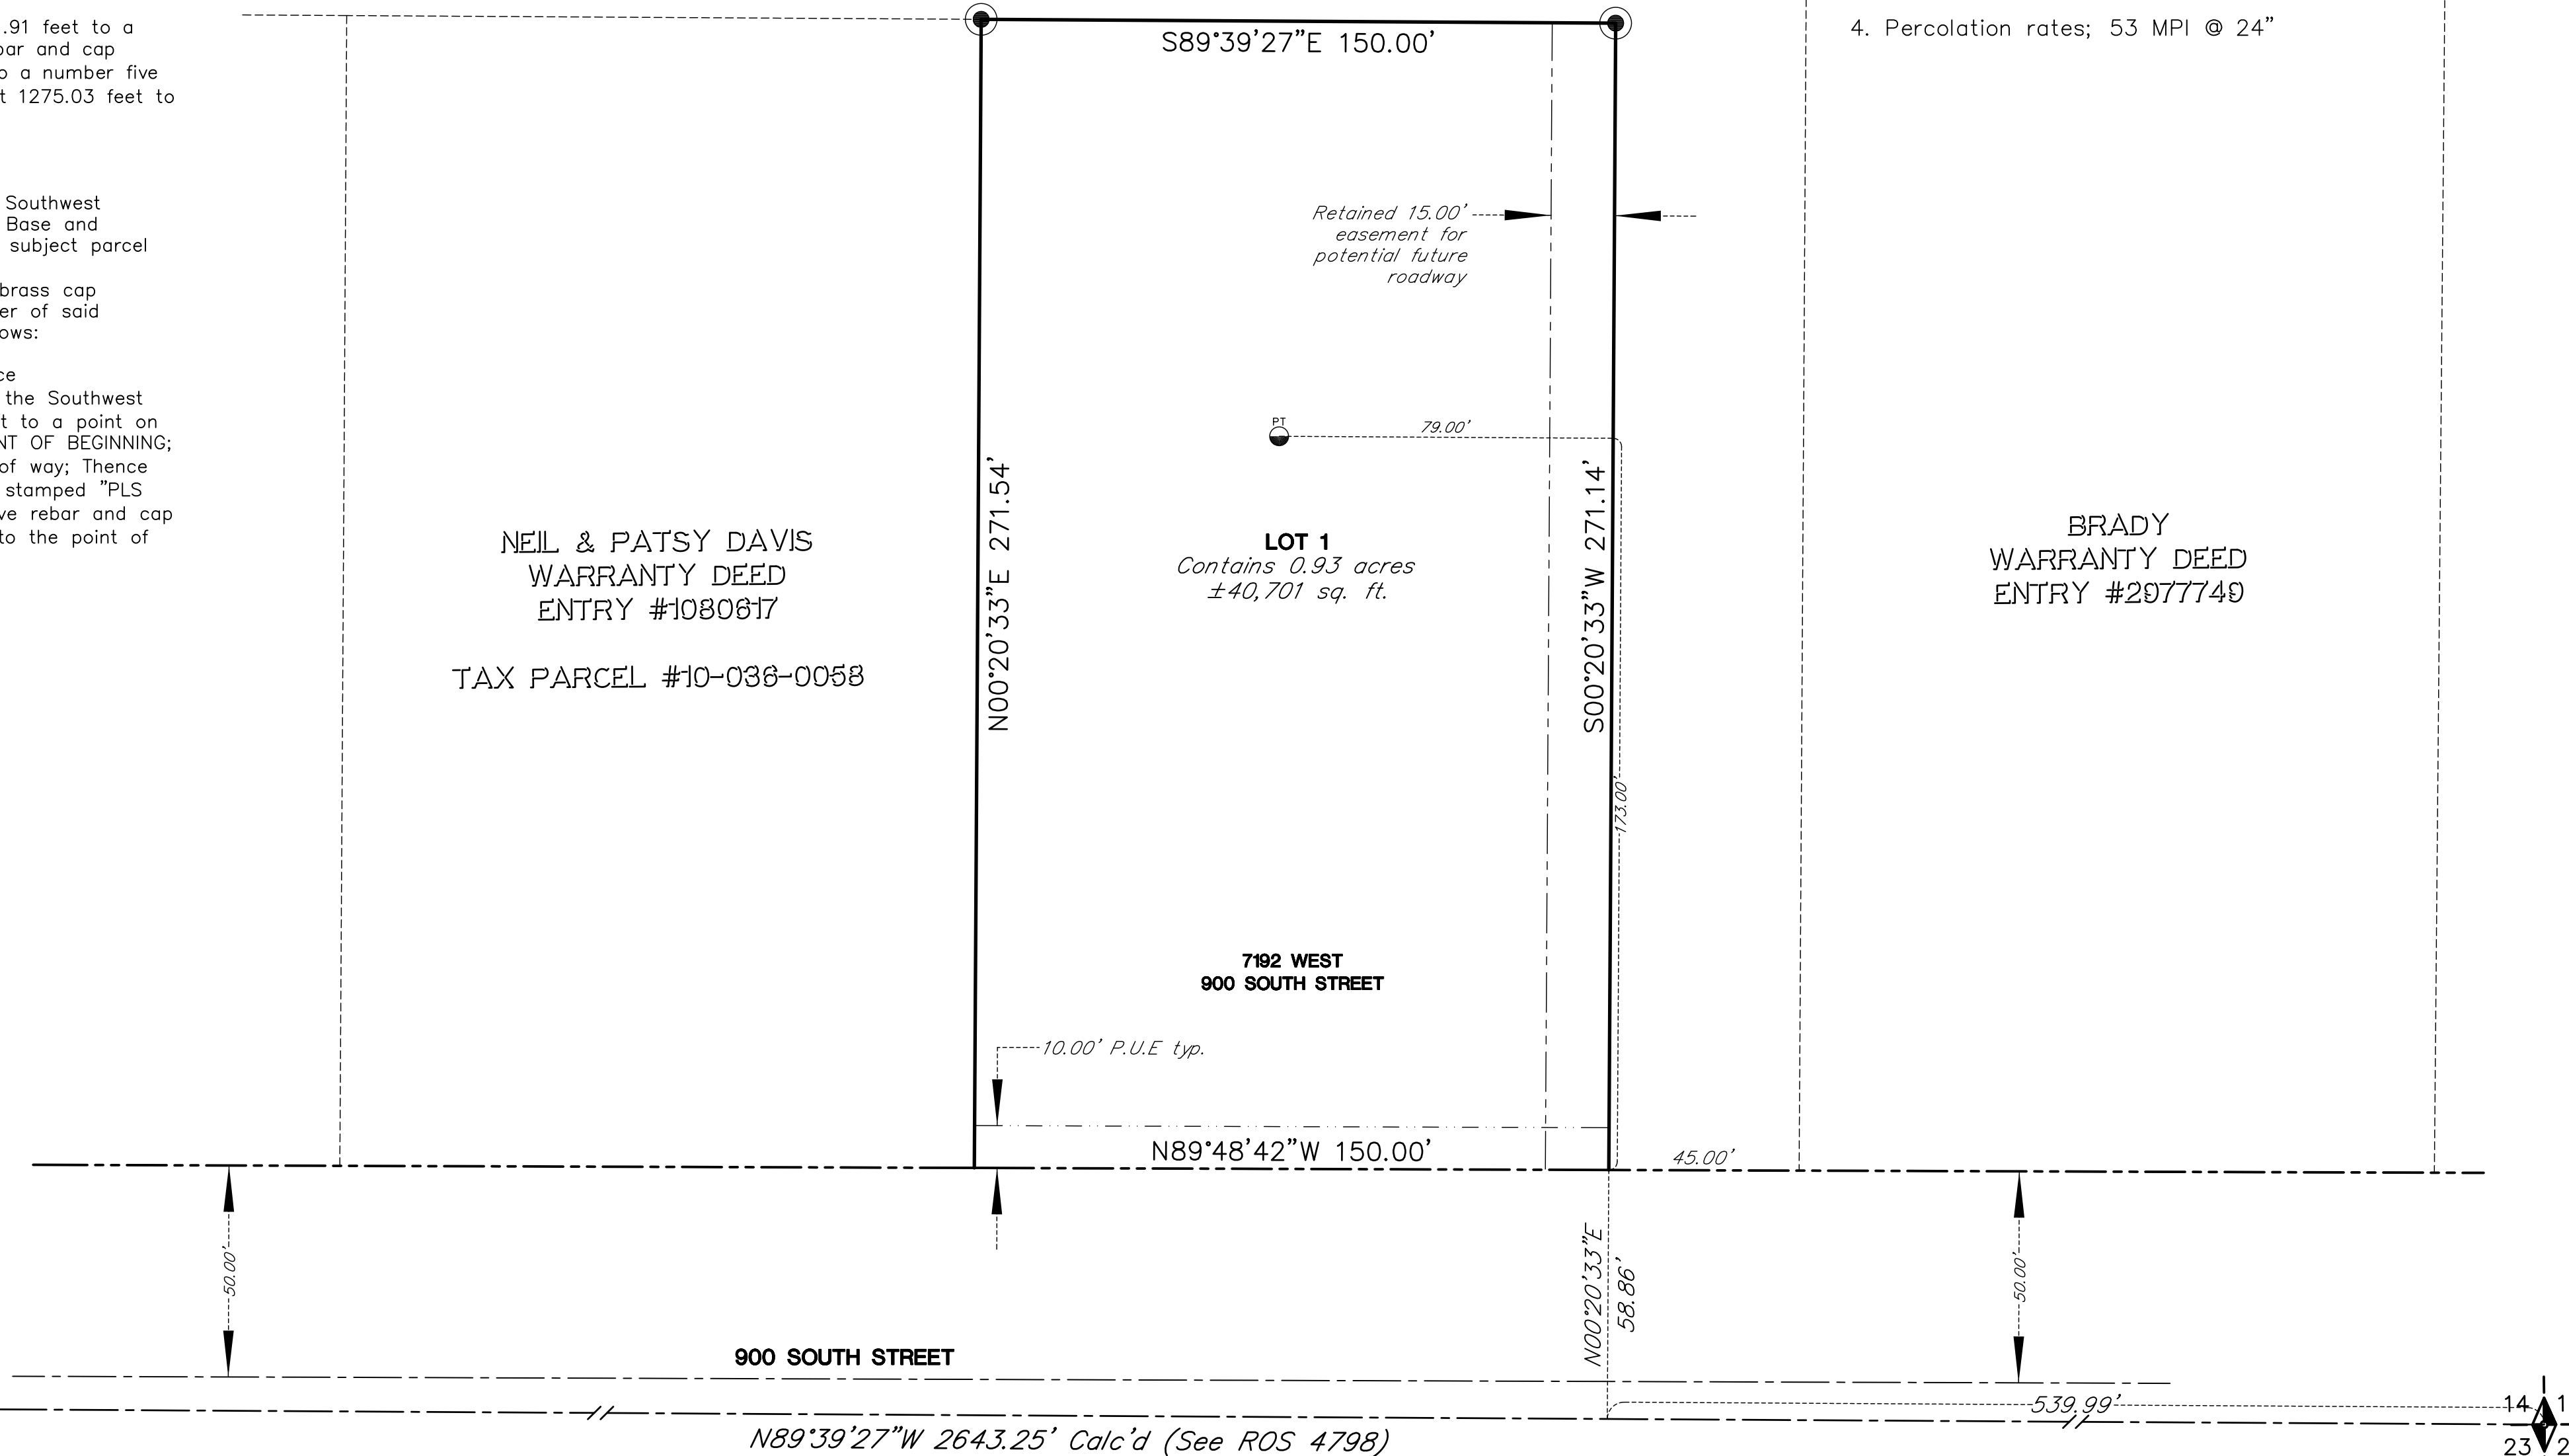 .91 feet to a
bar and cap
o a number five
t 1275.03 feet to
Southwest
Base and
subject parcel
brass cap
er of said
ows:
ce
the Southwest
t to a point on
NT OF BEGINNING;
of way; Thence
stamped "PLS
ve rebar and cap
to the point of
S89°39'27"E 150.00'
4. Percolation rates; 53 MPI @ 24"
Retained 15.00'
easement for
potential future
roadway
PT
79.00'
N00°20'33"E 271.54'
S00°20'33"W 271.14'
LOT 1
Contains 0.93 acres
±40,701 sq. ft.
NEIL & PATSY DAVIS
WARRANTY DEED
ENTRY #1080617
TAX PARCEL #10-036-0058
BRADY
WARRANTY DEED
ENTRY #2977749
173.00'
7192 WEST
900 SOUTH STREET
10.00' P.U.E typ.
N89°48'42"W 150.00'
45.00'
50.00'
N00°20'33"E
58.86'
50.00'
900 SOUTH STREET
539.99'
14 1
23 2
N89°39'27"W 2643.25' Calc'd (See ROS 4798)